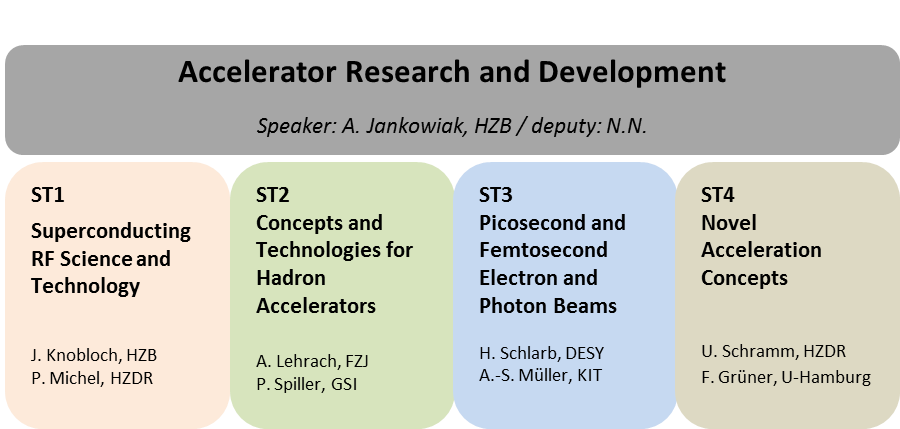 Accelerator Research and Development
Speaker: A. Jankowiak, HZB / deputy: N.N.
ST1
Superconducting
RF Science and
Technology
J. Knobloch, HZB
P. Michel, HZDR
ST2
Concepts and
Technologies for
Hadron
Accelerators
A. Lehrach, FZJ
P. Spiller, GSI
ST3
Picosecond and
Femtosecond
Electron and
Photon Beams
H. Schlarb, DESY
A.-S. Müller, KIT
ST4
Novel
Acceleration
Concepts
U. Schramm, HZDR
F. Grüner, U-Hamburg